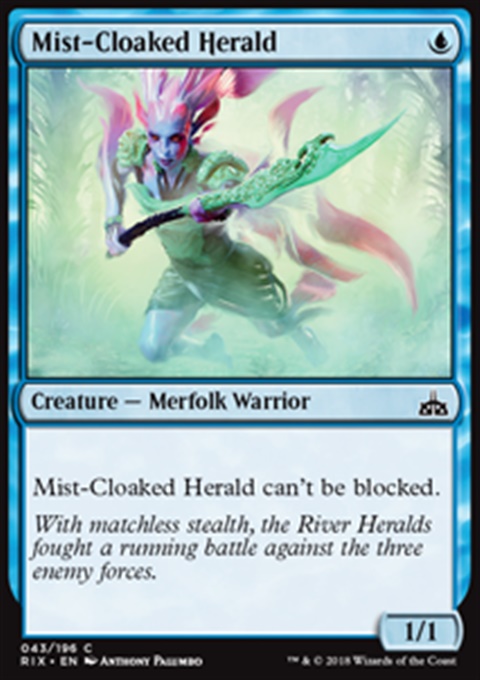 Mist-Cloaked Herald
Creature — Merfolk Warrior
Mist-Cloaked Herald can't be blocked.
With matchless stealth, the River Heralds
fought a running battle against the three
enemy forces.
1/1
043/196 C
RIX • EN Anthony Palumbo
™ & © 2018 Wizards of the Coast